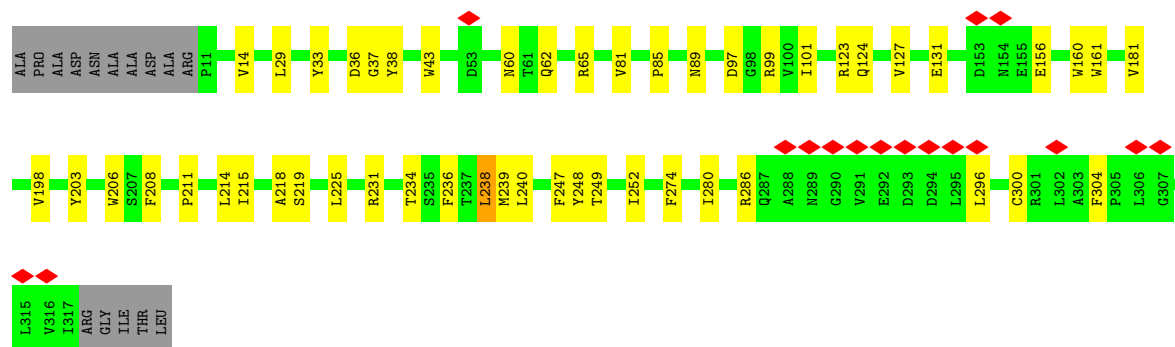 ALA PRO ALA ASP ASN ALA ALA ASP ALA ARG P11 V14 L29 Y33 D36 G37 Y38 W43 D53 N60 T61 Q62 R65 V81 P85 N89 D97 G98 R99 V100 I101 R123 Q124 V127 E131 D153 N154 E155 E156 W160 W161 V181
V198 Y203 W206 S207 F208 P211 L214 I215 A218 S219 L225 R231 T234 S235 F236 T237 L238 M239 L240 F247 Y248 T249 I252 F274 I280 R286 Q287 A288 N289 G290 V291 E292 D293 D294 L295 L296 C300 R301 L302 A303 F304 P305 L306 G307
L315 V316 I317 ARG GLY ILE THR LEU